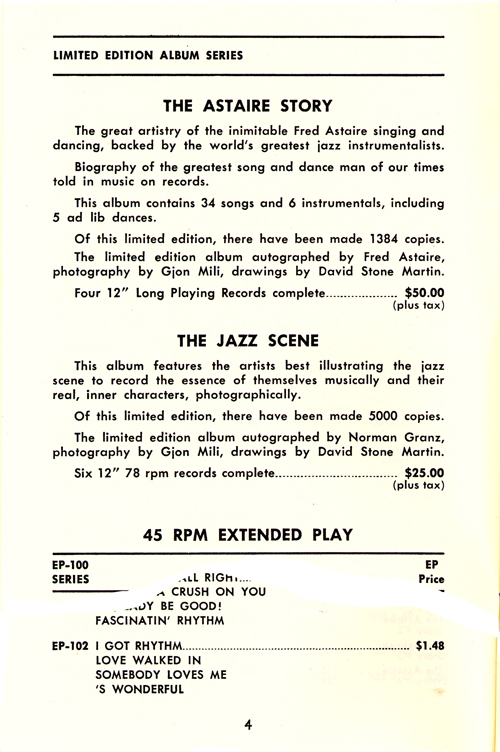 LIMITED EDITION ALBUM SERIES
THE ASTAIRE STORY
The great artistry of the inimitable Fred Astaire singing and
dancing, backed by the world's greatest jazz instrumentalists.
Biography of the greatest song and dance man of our times
told in music on records.
This album contains 34 songs and 6 instrumentals, including
5 ad lib dances.
Of this limited edition, there have been made 1384 copies.
The limited edition album autographed by Fred Astaire,
photography by Gjon Mili, drawings by David Stone Martin.
Four 12" Long Playing Records complete.................... $50.00
(plus tax)
THE JAZZ SCENE
This album features the artists best illustrating the jazz
scene to record the essence of themselves musically and their
real, inner characters, photographically.
Of this limited edition, there have been made 5000 copies.
The limited edition album autographed by Norman Granz,
photography by Gjon Mili, drawings by David Stone Martin.
Six 12" 78 rpm records complete.................................. $25.00
(plus tax)
45 RPM EXTENDED PLAY
EP-100 EP
SERIES Price
CRUSH ON YOU
BE GOOD!
FASCINATIN' RHYTHM
EP-102 I GOT RHYTHM................................................................ $1.48
LOVE WALKED IN
SOMEBODY LOVES ME
'S WONDERFUL
4